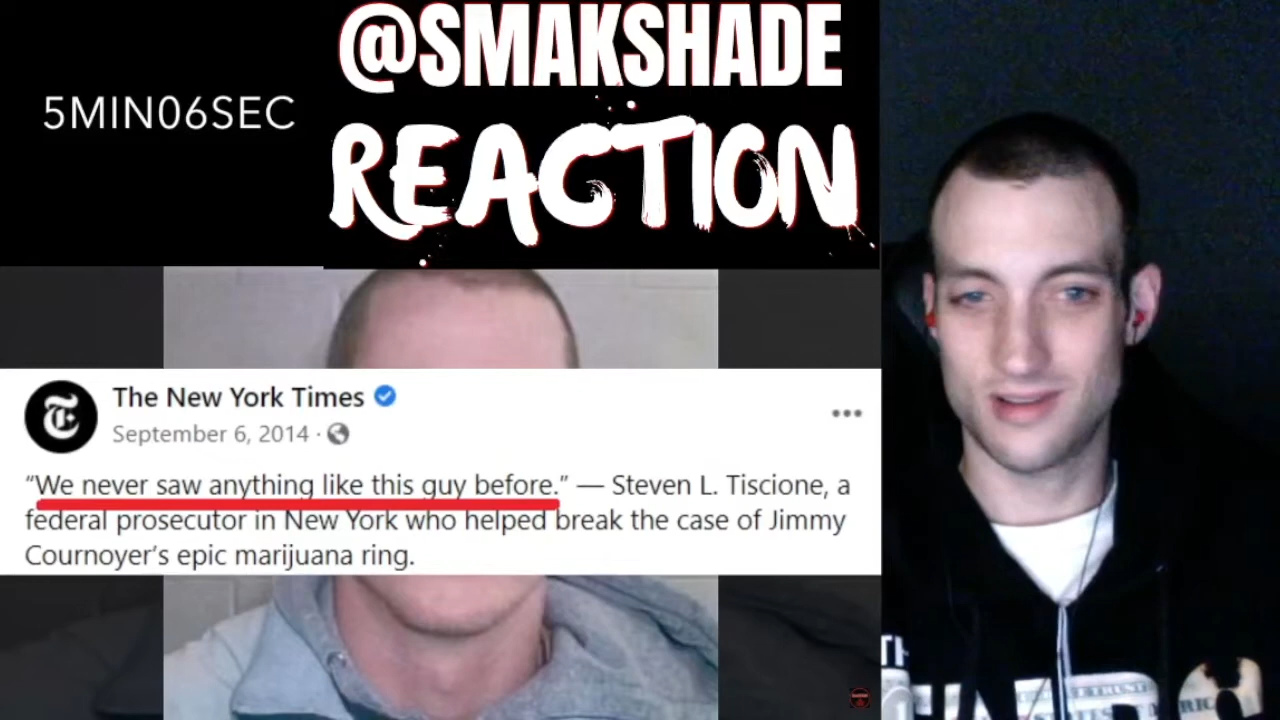 @SMAKSHADE
5MIN06SEC
REACTION
The New York Times
September 6, 2014 ·
“We never saw anything like this guy before.” — Steven L. Tiscione, a
federal prosecutor in New York who helped break the case of Jimmy
Cournoyer’s epic marijuana ring.